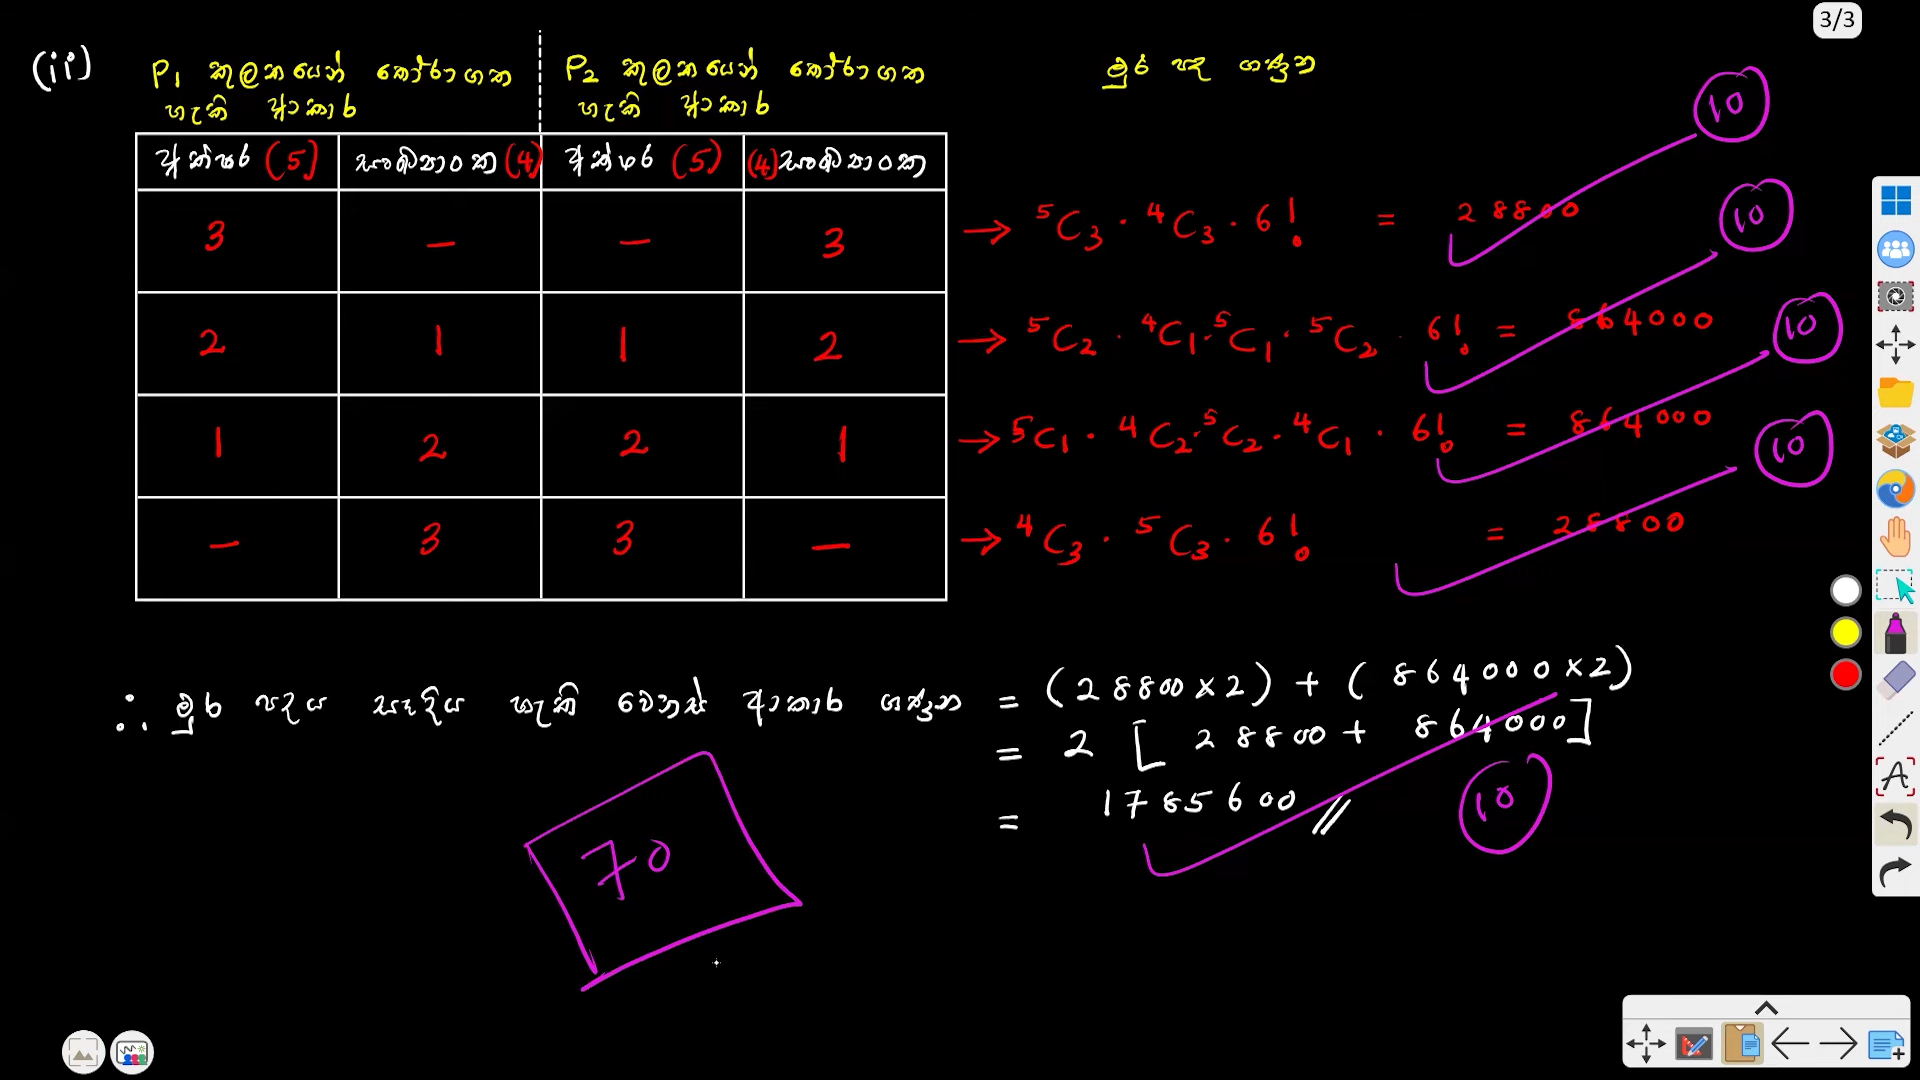 3/3
(ii)
P₁ කුලකයෙන් තෝරාගත හැකි ආකාර
P₂ කුලකයෙන් තෝරාගත හැකි ආකාර
මුර පද ගණන
අක්ෂර (5) සංඛ්‍යාංක (4) අක්ෂර (5) (4) සංඛ්‍යාංක
3 – – 3 → ⁵C₃ · ⁴C₃ · 6! = 28800 10
2 1 1 2 → ⁵C₂ · ⁴C₁ · ⁵C₁ · ⁵C₂ · 6! = 864000 10
1 2 2 1 → ⁵C₁ · ⁴C₂ · ⁵C₂ · ⁴C₁ · 6! = 864000 10
– 3 3 – → ⁴C₃ · ⁵C₃ · 6! = 28800 10
∴ මුර පදය සෑදිය හැකි වෙනස් ආකාර ගණන = (28800×2) + (864000×2)
= 2 [28800 + 864000]
= 1785600 // 10
70